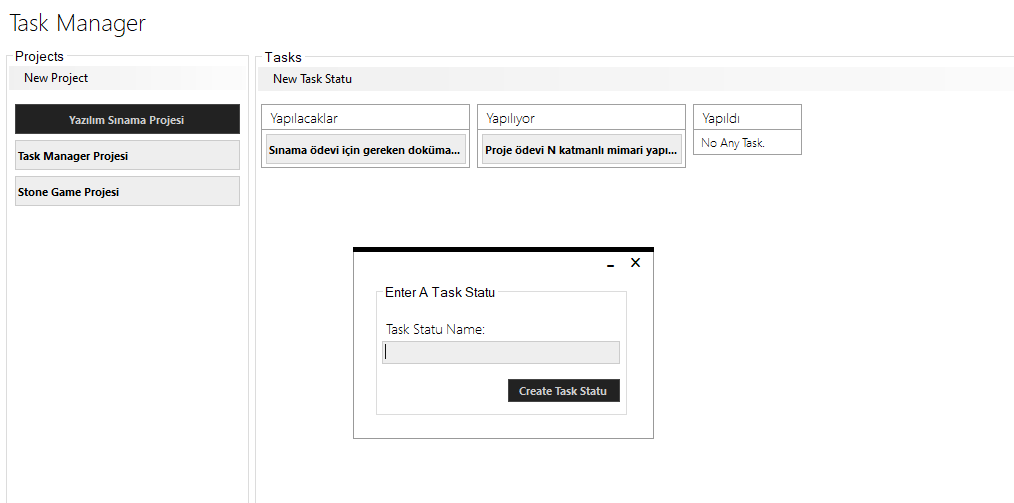 Task Manager
Projects
New Project
Yazılım Sınama Projesi
Task Manager Projesi
Stone Game Projesi
Tasks
New Task Statu
Yapılacaklar
Sınama ödevi için gereken doküma...
Yapılıyor
Proje ödevi N katmanlı mimari yapı...
Yapıldı
No Any Task.
Enter A Task Statu
Task Statu Name:
Create Task Statu